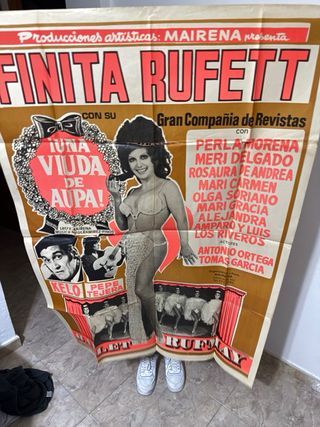 Producciones artísticas: MAIRENA presenta
FINITA RUFETT
CON SU
Gran Compañía de Revistas
con
¡UNA
VIUDA
DE
AUPA!
PERLA MORENA
MERI DELGADO
ROSAURA DE ANDREA
MARI CARMEN
OLGA SORIANO
MARI GRACIA
ALEJANDRA
AMPARO Y LUIS
LOS RIVEROS
ACTORES
ANTONIO ORTEGA
TOMAS GARCIA
KELO
PEPE
TEJERO